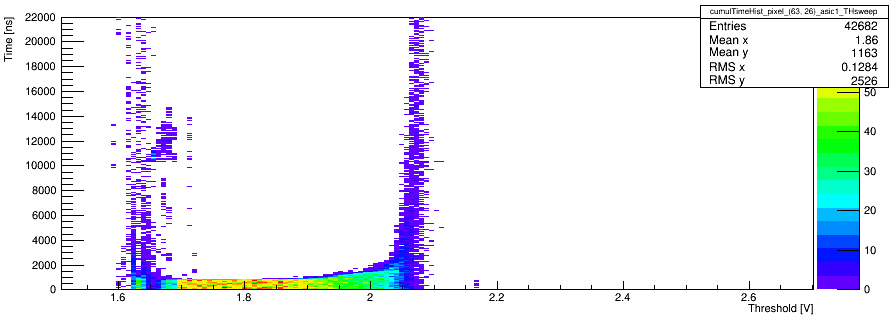 cumulTimeHist_pixel_(63, 26)_asic1_THsweep
Entries 42682
Mean x 1.86
Mean y 1163
RMS x 0.1284
RMS y 2526
Time [ns]
22000
20000
18000
16000
14000
12000
10000
8000
6000
4000
2000
0
1.6 1.8 2 2.2 2.4 2.6
Threshold [V]
50
40
30
20
10
0